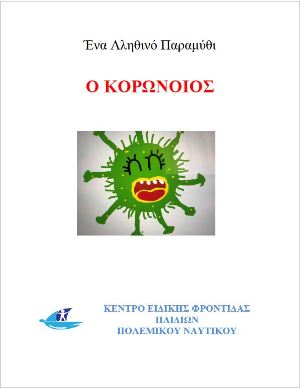 Ένα Αληθινό Παραμύθι
Ο ΚΟΡΩΝΟΙΟΣ
ΚΕΝΤΡΟ ΕΙΔΙΚΗΣ ΦΡΟΝΤΙΔΑΣ
ΠΑΙΔΙΩΝ
ΠΟΛΕΜΙΚΟΥ ΝΑΥΤΙΚΟΥ